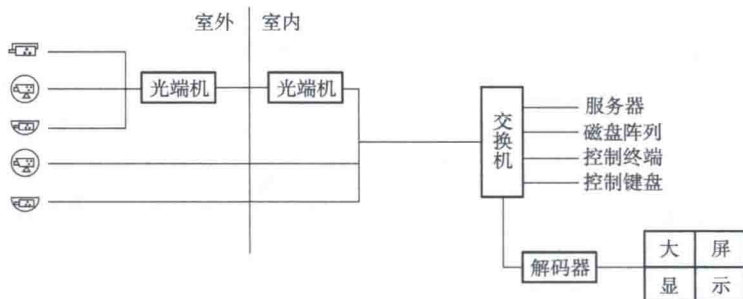 室外 室内
光端机 光端机
交换机
服务器
磁盘阵列
控制终端
控制键盘
解码器
大 屏
显 示